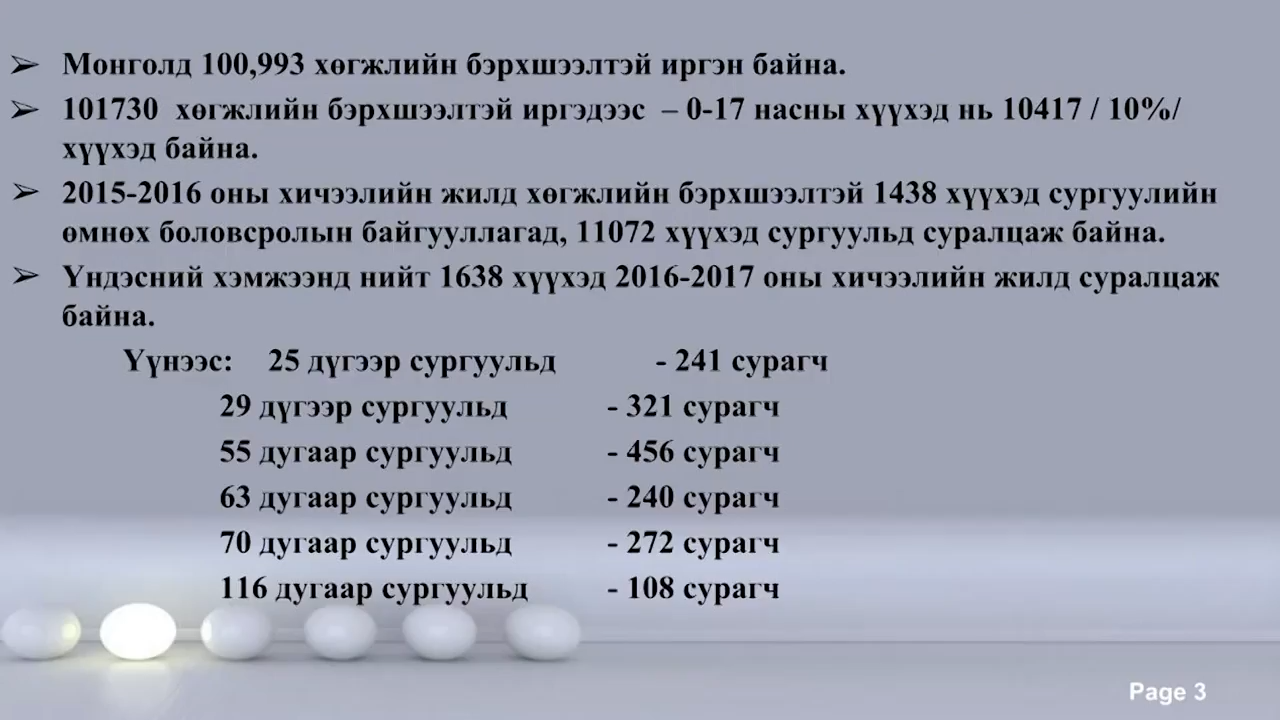 ➢ Монголд 100,993 хөгжлийн бэрхшээлтэй иргэн байна.
➢ 101730 хөгжлийн бэрхшээлтэй иргэдээс – 0-17 насны хүүхэд нь 10417 / 10%/
хүүхэд байна.
➢ 2015-2016 оны хичээлийн жилд хөгжлийн бэрхшээлтэй 1438 хүүхэд сургуулийн
өмнөх боловсролын байгууллагад, 11072 хүүхэд сургуульд суралцаж байна.
➢ Үндэсний хэмжээнд нийт 1638 хүүхэд 2016-2017 оны хичээлийн жилд суралцаж
байна.
Үүнээс: 25 дүгээр сургуульд - 241 сурагч
29 дүгээр сургуульд - 321 сурагч
55 дугаар сургуульд - 456 сурагч
63 дугаар сургуульд - 240 сурагч
70 дугаар сургуульд - 272 сурагч
116 дугаар сургуульд - 108 сурагч
Page 3